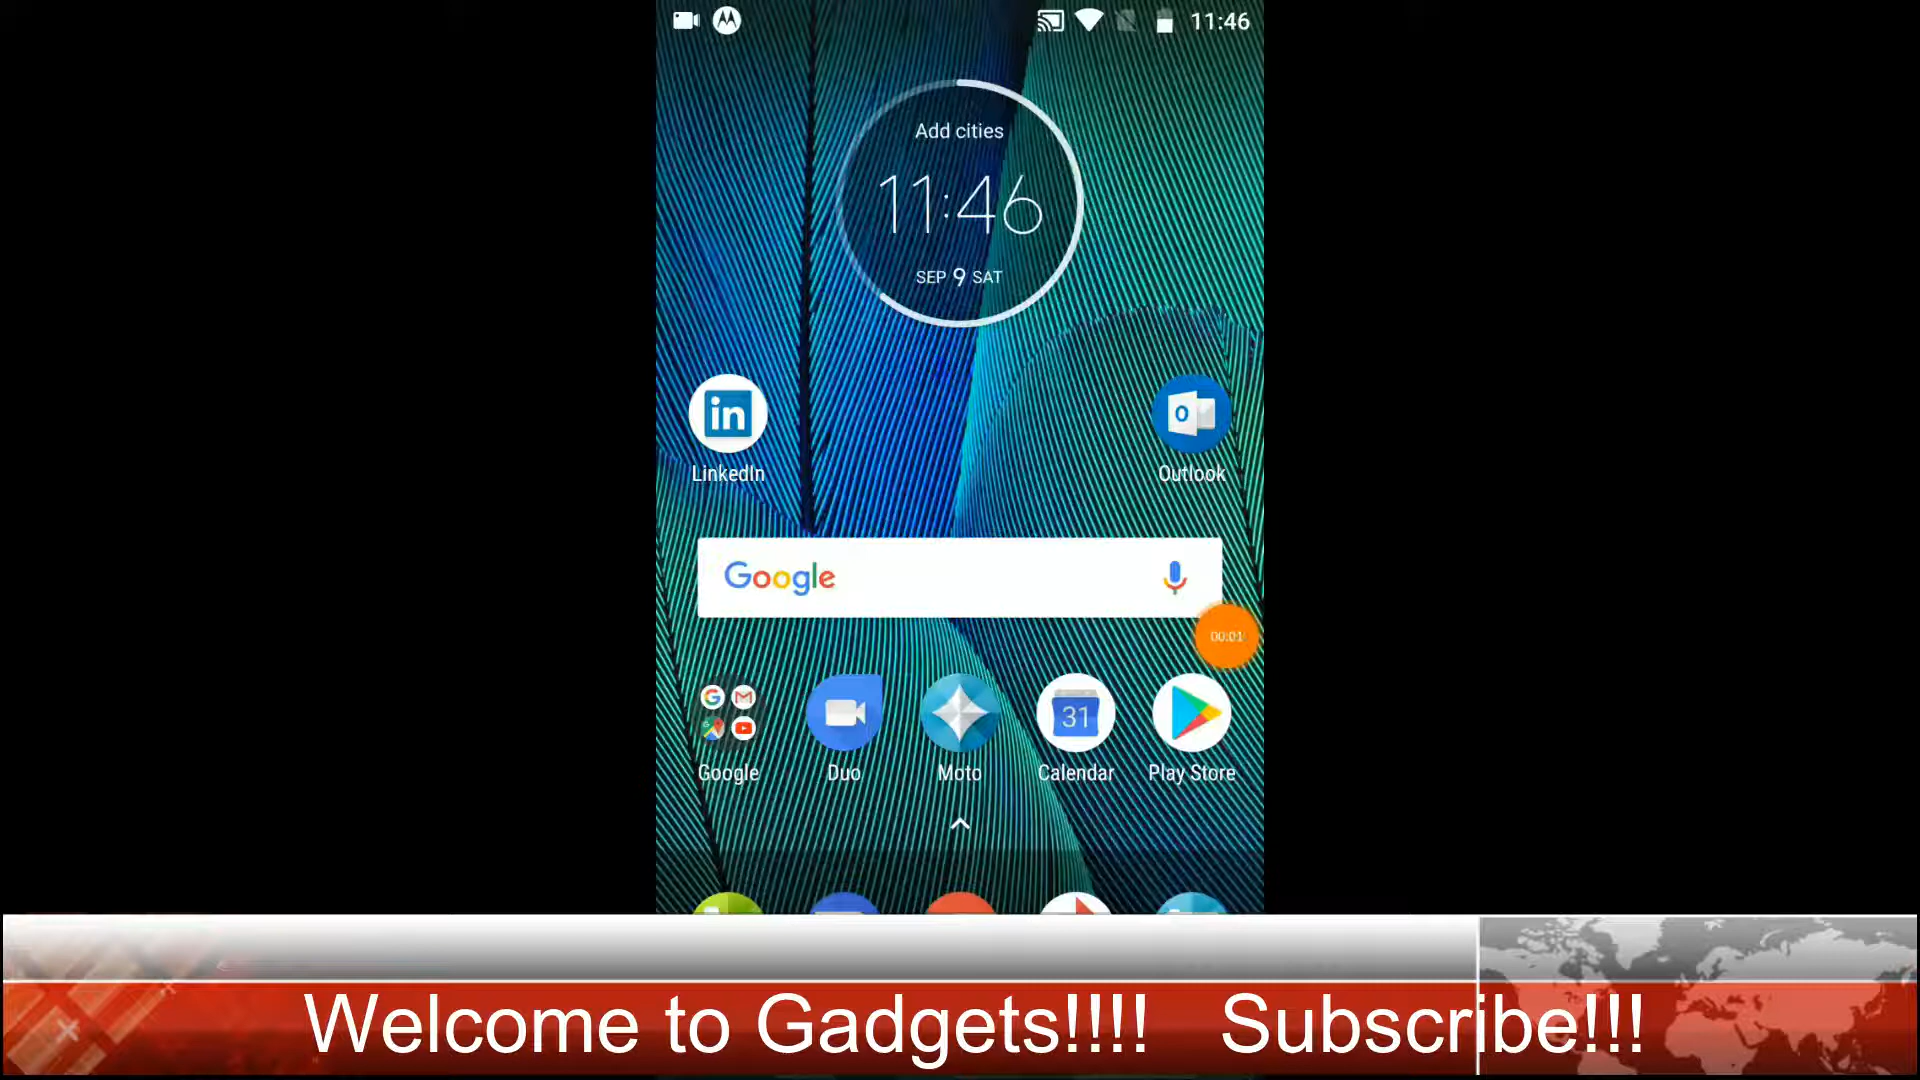 11:46
Add cities
11:46
SEP 9 SAT
LinkedIn
Outlook
Google
00:01
31
Google
Duo
Moto
Calendar
Play Store
Welcome to Gadgets!!!! Subscribe!!!